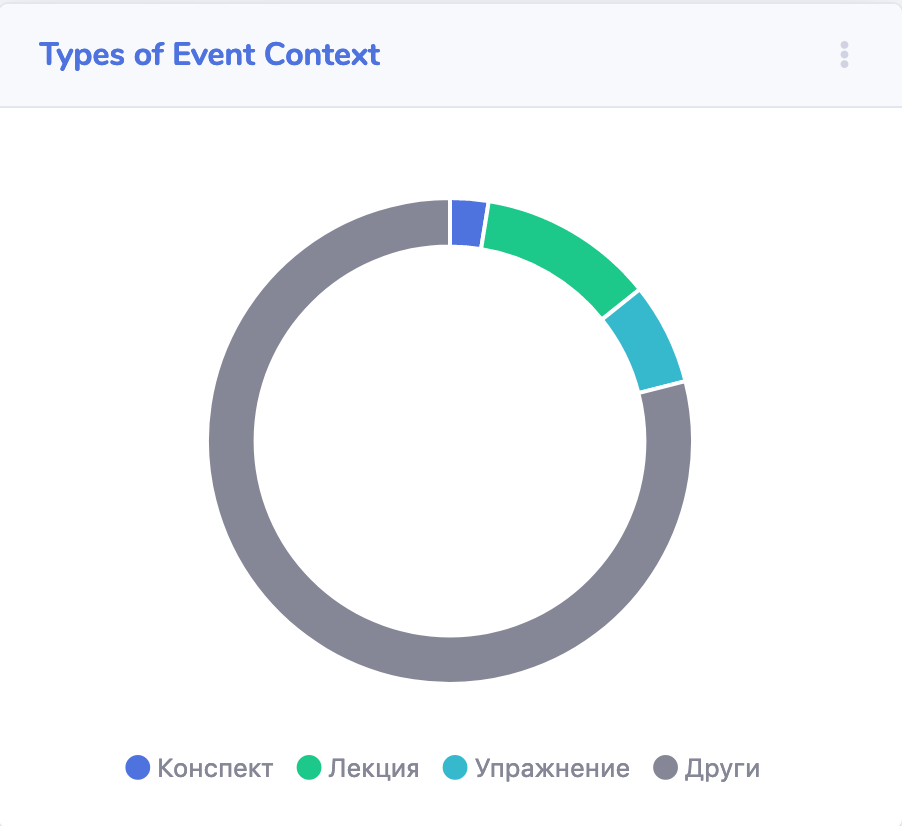 Types of Event Context
Конспект Лекция Упражнение Други